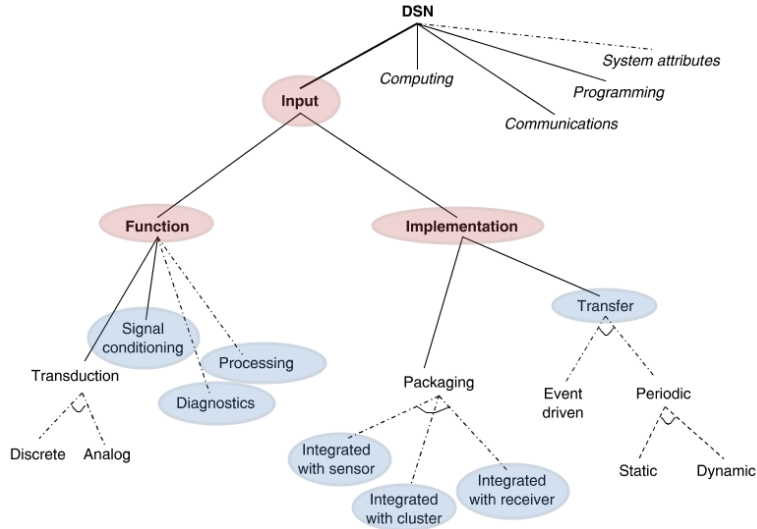 DSN
System attributes
Computing
Programming
Input
Communications
Function
Implementation
Transfer
Signal
conditioning
Processing
Transduction
Packaging
Event
driven
Periodic
Diagnostics
Discrete
Analog
Integrated
with sensor
Static
Dynamic
Integrated
with receiver
Integrated
with cluster